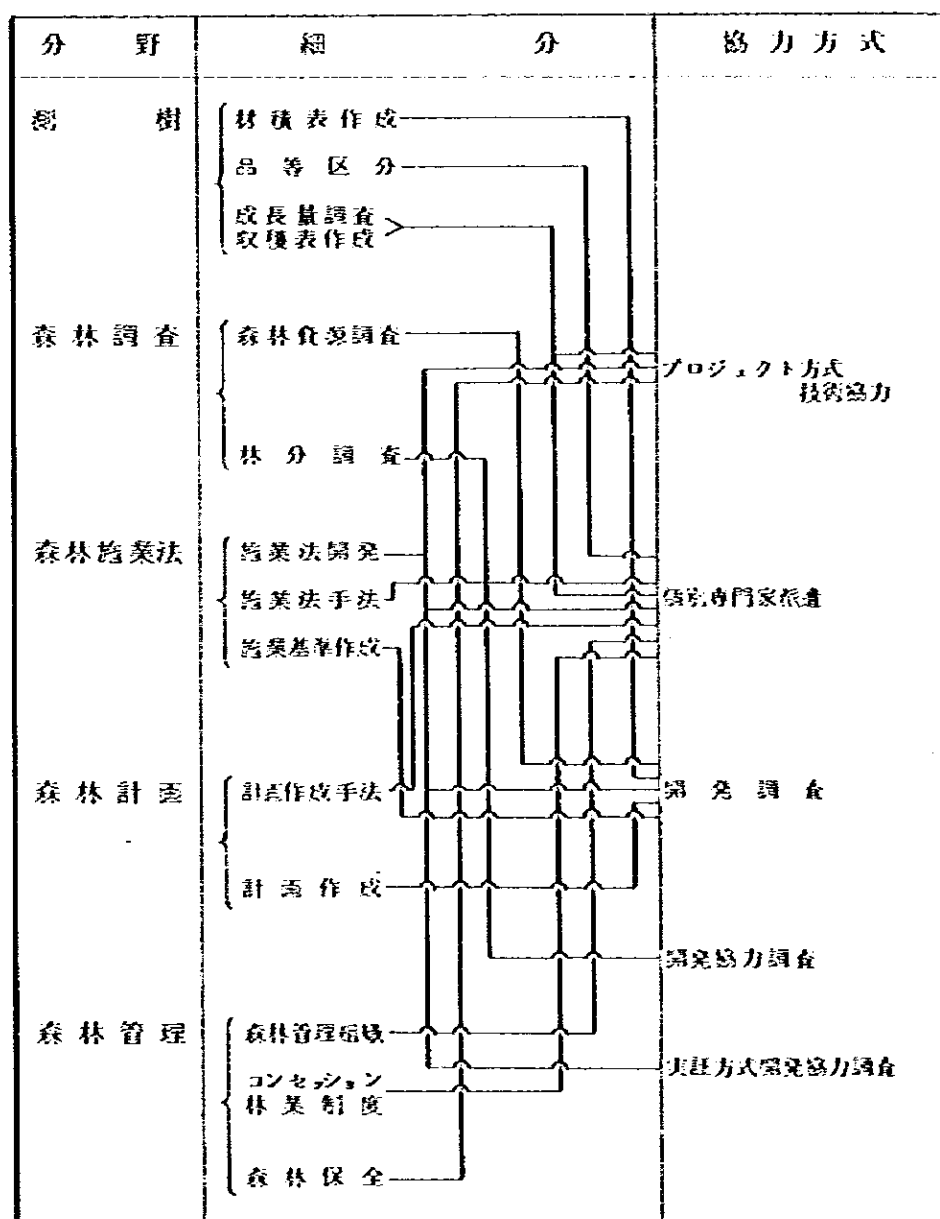 分野 細分 協力方式
測樹
材積表作成
品等区分
成長量調査
収穫表作成
森林調査
森林資源調査
林分調査
プロジェクト方式
技術協力
森林施業法
施業法開発
施業法手法
施業基準作成
個別専門家派遣
森林計画
計画作成手法
計画作成
開発調査
開発協力調査
森林管理
森林管理組織
コンセッション
林業制度
森林保全
実証方式開発協力調査